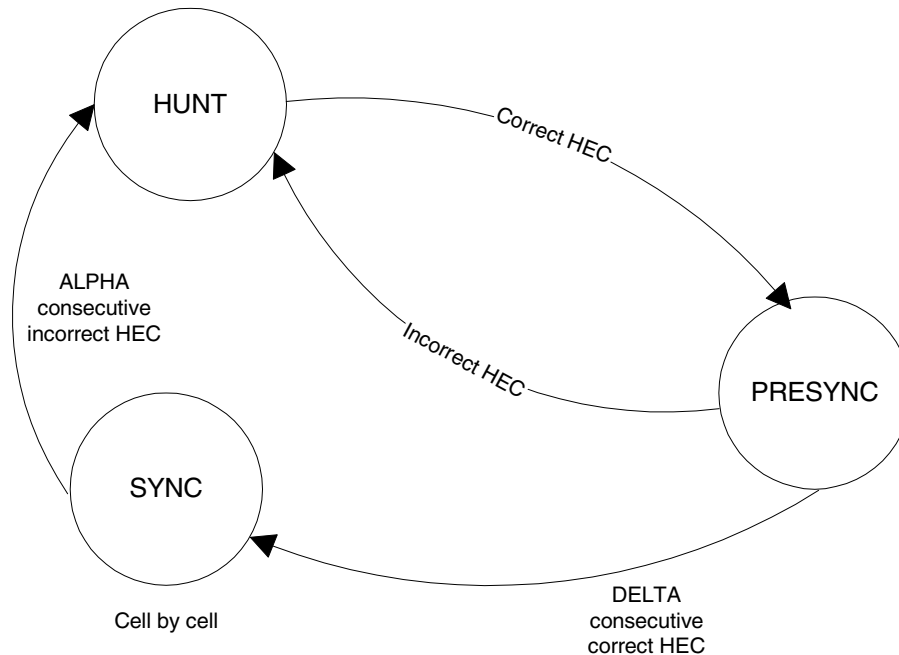 HUNT
Correct HEC
ALPHA
consecutive
incorrect HEC
Incorrect HEC
PRESYNC
SYNC
Cell by cell
DELTA
consecutive
correct HEC